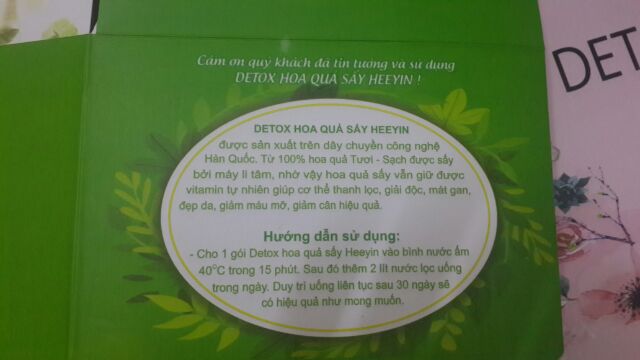 Cảm ơn quý khách đã tin tưởng và sử dụng
DETOX HOA QUẢ SẤY HEEYIN !
DET
DETOX HOA QUẢ SẤY HEEYIN
được sản xuất trên dây chuyền công nghệ
Hàn Quốc. Từ 100% hoa quả Tươi - Sạch được sấy
bởi máy li tâm, nhờ vậy hoa quả sấy vẫn giữ được
vitamin tự nhiên giúp cơ thể thanh lọc, giải độc, mát gan,
đẹp da, giảm máu mỡ, giảm cân hiệu quả.
Hướng dẫn sử dụng:
- Cho 1 gói Detox hoa quả sấy Heeyin vào bình nước ấm
40°C trong 15 phút. Sau đó thêm 2 lít nước lọc uống
trong ngày. Duy trì uống liên tục sau 30 ngày sẽ
có hiệu quả như mong muốn.